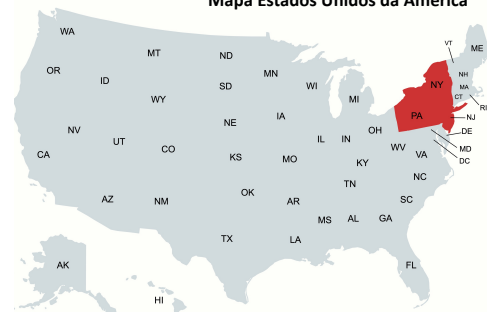 Mapa Estados Unidos da América
WA
OR
CA
NV
ID
MT
WY
UT
AZ
CO
NM
ND
SD
NE
KS
OK
TX
MN
IA
MO
AR
LA
WI
IL
MS
MI
IN
KY
TN
AL
OH
WV
VA
NC
SC
GA
FL
PA
NY
VT
ME
NH
MA
CT
RI
NJ
DE
MD
DC
AK
HI